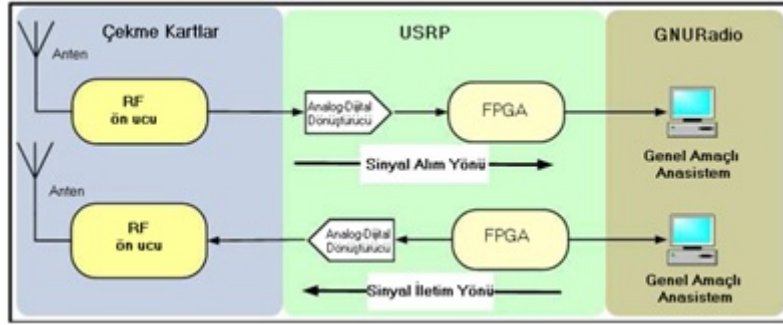 Çekme Kartlar
USRP
GNURadio
Anten
RF
ön ucu
Analog-Dijital
Dönüştürücü
FPGA
Genel Amaçlı
Anasistem
Sinyal Alım Yönü
Anten
RF
ön ucu
Analog-Dijital
Dönüştürücü
FPGA
Genel Amaçlı
Anasistem
Sinyal İletim Yönü